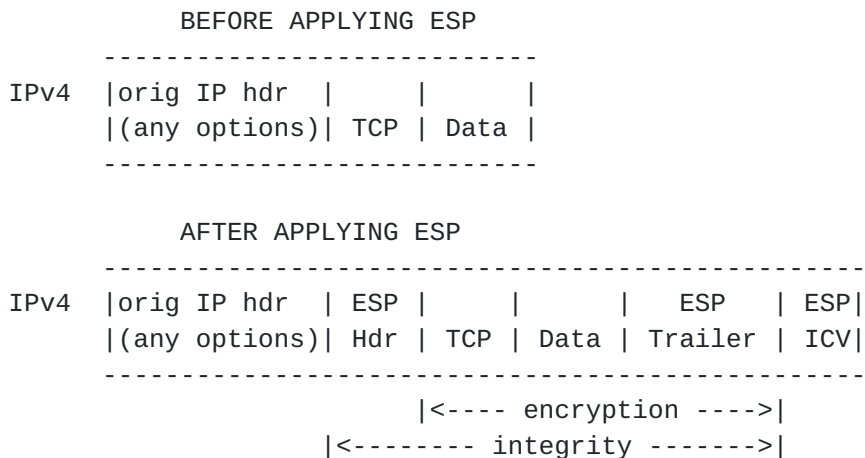 BEFORE APPLYING ESP
----------------------------
IPv4  |orig IP hdr  |     |      |
|(any options)| TCP | Data |
----------------------------
AFTER APPLYING ESP
-------------------------------------------------
IPv4  |orig IP hdr  | ESP |     |      |   ESP   | ESP|
|(any options)| Hdr | TCP | Data | Trailer | ICV|
-------------------------------------------------
|<---- encryption ---->|
|<-------- integrity ------->|